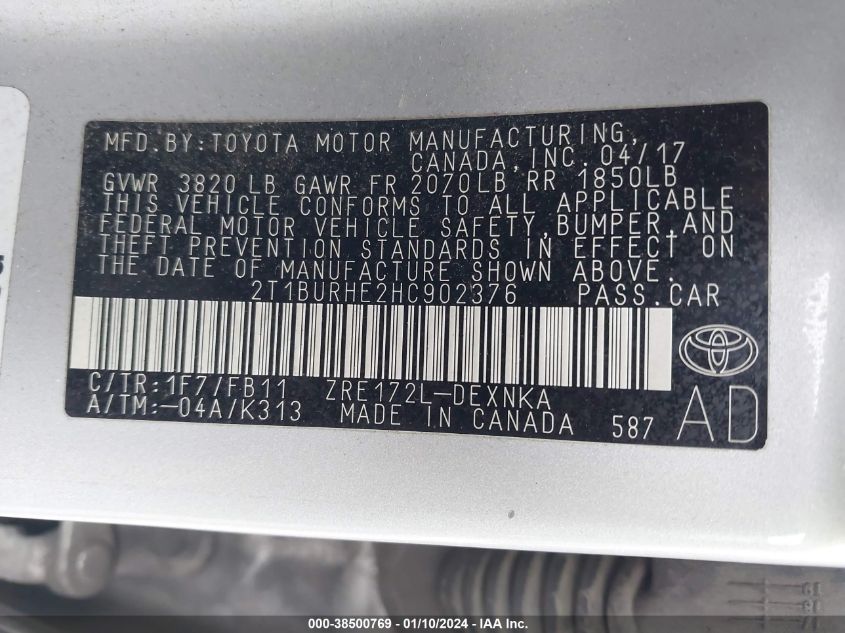 MFD. BY: TOYOTA MOTOR MANUFACTURING,
CANADA, INC. 04/17
GVWR 3820 LB GAWR FR 2070LB RR 1850LB
THIS VEHICLE CONFORMS TO ALL APPLICABLE
FEDERAL MOTOR VEHICLE SAFETY, BUMPER, AND
THEFT PREVENTION STANDARDS IN EFFECT ON
THE DATE OF MANUFACTURE SHOWN ABOVE.
2T1BURHE2HC902376 PASS.CAR
C/TR: 1F7/FB11 ZRE172L-DEXNKA
A/TM: -04A/K313 MADE IN CANADA 587 AD
000-38500769 - 01/10/2024 - IAA Inc.